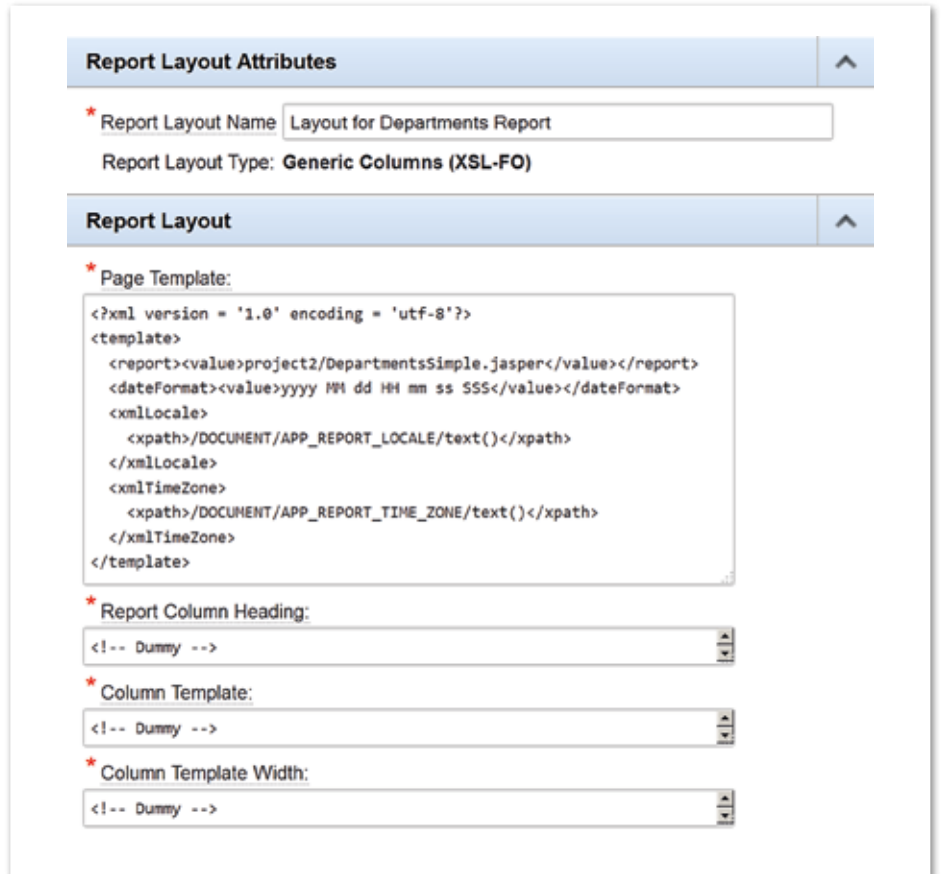 Report Layout Attributes
* Report Layout Name Layout for Departments Report
Report Layout Type: Generic Columns (XSL-FO)
Report Layout
* Page Template:
<?xml version = '1.0' encoding = 'utf-8'?>
<template>
  <report><value>project2/DepartmentsSimple.jasper</value></report>
  <dateFormat><value>yyyy MM dd HH mm ss SSS</value></dateFormat>
  <xmlLocale>
    <xpath>/DOCUMENT/APP_REPORT_LOCALE/text()</xpath>
  </xmlLocale>
  <xmlTimeZone>
    <xpath>/DOCUMENT/APP_REPORT_TIME_ZONE/text()</xpath>
  </xmlTimeZone>
</template>
* Report Column Heading:
<!-- Dummy -->
* Column Template:
<!-- Dummy -->
* Column Template Width:
<!-- Dummy -->